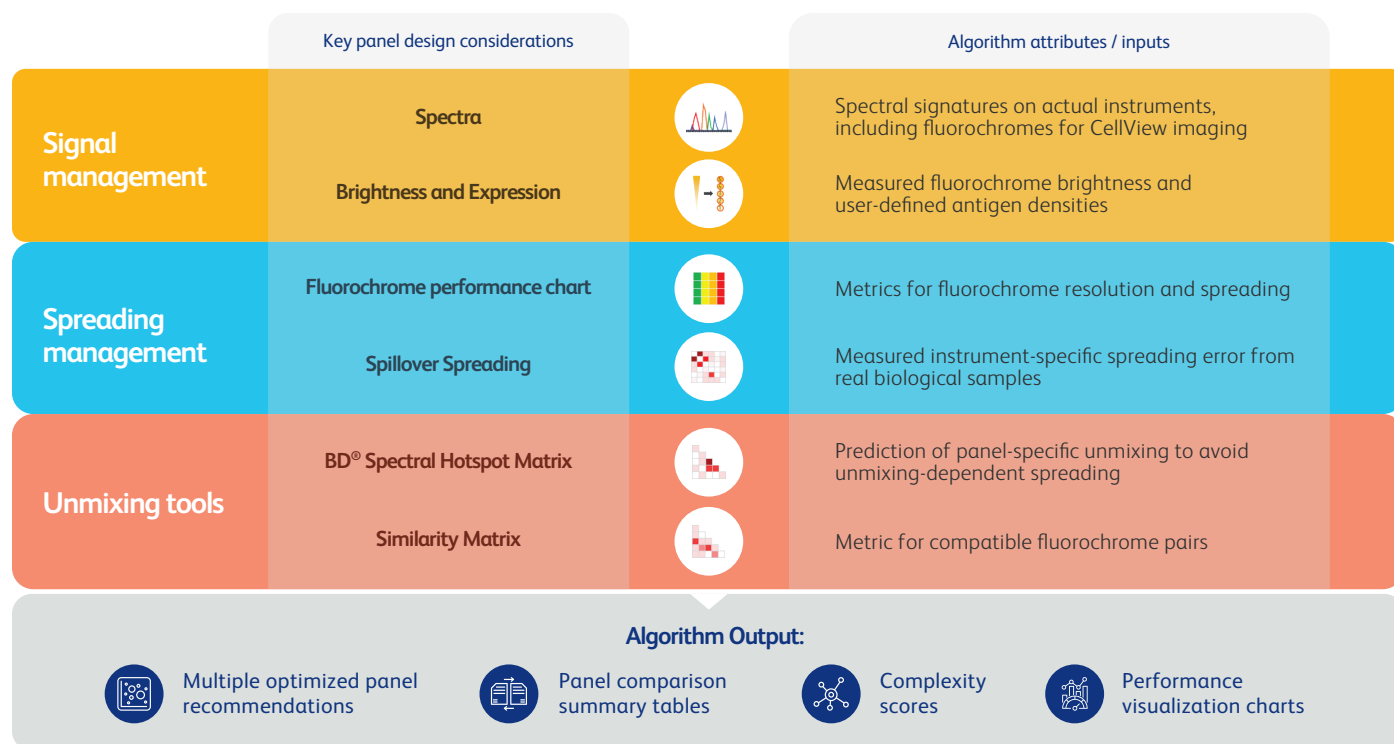 Key panel design considerations
Algorithm attributes / inputs
Signal
management
Spectra
Spectral signatures on actual instruments,
including fluorochromes for CellView imaging
Brightness and Expression
Measured fluorochrome brightness and
user-defined antigen densities
Spreading
management
Fluorochrome performance chart
Metrics for fluorochrome resolution and spreading
Spillover Spreading
Measured instrument-specific spreading error from
real biological samples
Unmixing tools
BD® Spectral Hotspot Matrix
Prediction of panel-specific unmixing to avoid
unmixing-dependent spreading
Similarity Matrix
Metric for compatible fluorochrome pairs
Algorithm Output:
Multiple optimized panel
recommendations
Panel comparison
summary tables
Complexity
scores
Performance
visualization charts